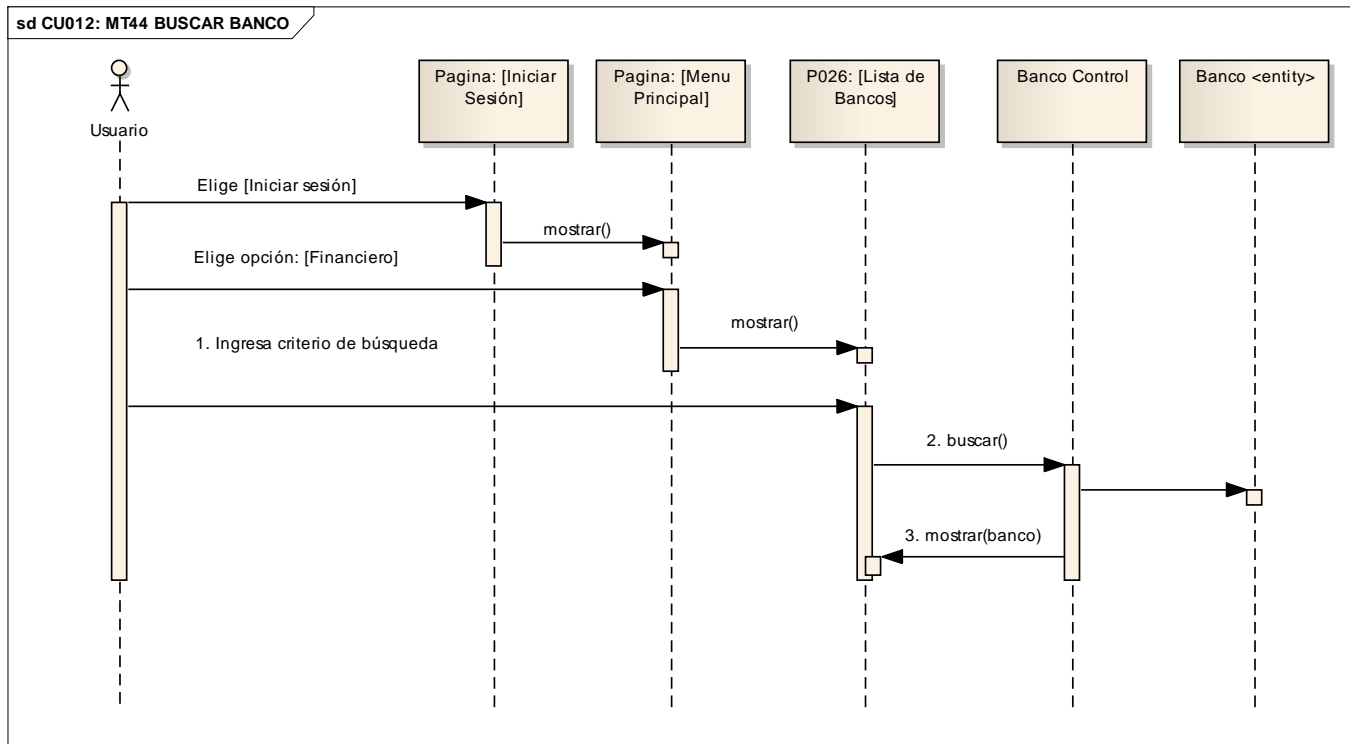 sd CU012: MT44 BUSCAR BANCO
Usuario
Pagina: [Iniciar
Sesión]
Pagina: [Menu
Principal]
P026: [Lista de
Bancos]
Banco Control
Banco <entity>
Elige [Iniciar sesión]
mostrar()
Elige opción: [Financiero]
mostrar()
1. Ingresa criterio de búsqueda
2. buscar()
3. mostrar(banco)